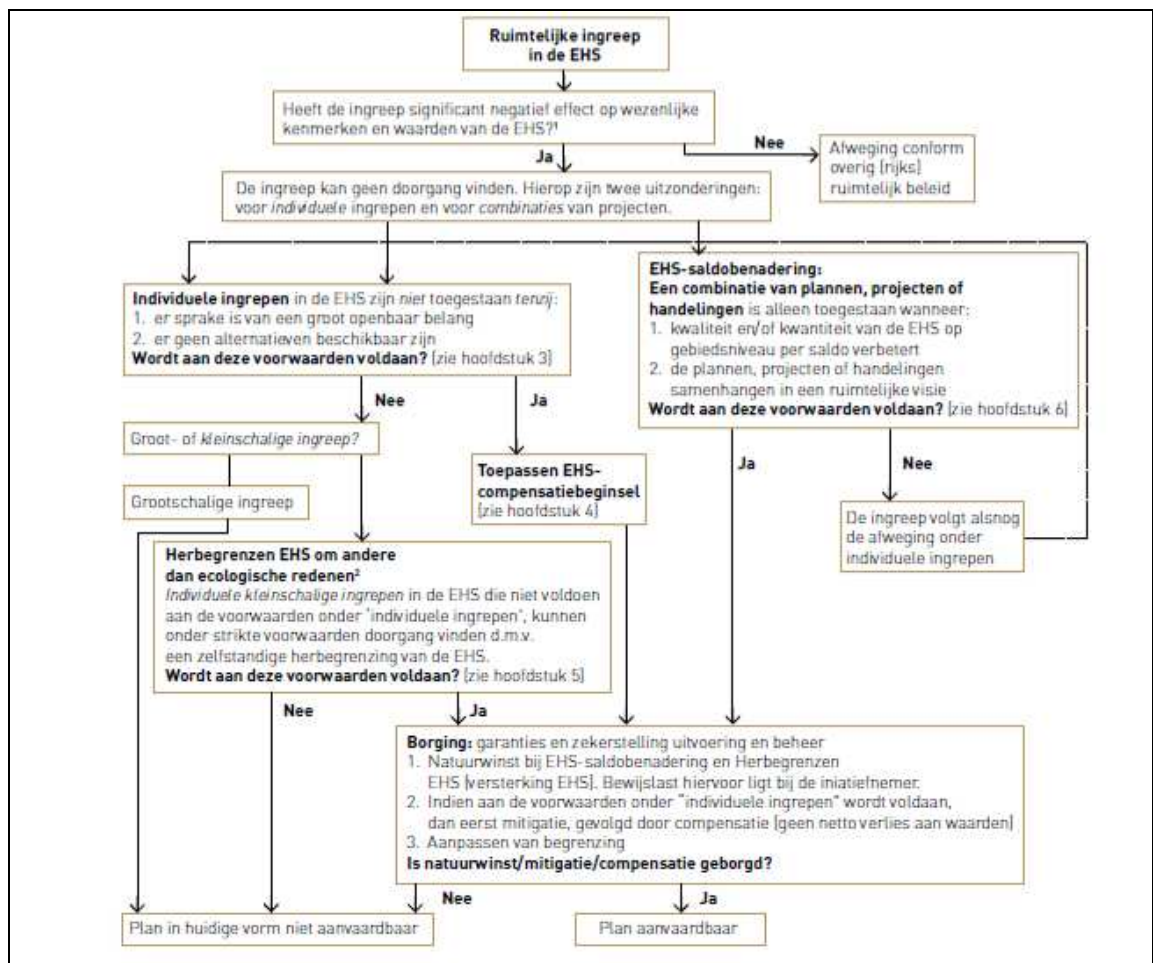 Ruimtelijke ingreep
in de EHS
Heeft de ingreep significant negatief effect op wezenlijke
kenmerken en waarden van de EHS?¹
Nee
Ja
Afweging conform
overig (rijks)
ruimtelijk beleid
De ingreep kan geen doorgang vinden. Hierop zijn twee uitzonderingen:
voor individuele ingrepen en voor combinaties van projecten.
Individuele ingrepen in de EHS zijn niet toegestaan tenzij:
1. er sprake is van een groot openbaar belang
2. er geen alternatieven beschikbaar zijn
Wordt aan deze voorwaarden voldaan? (zie hoofdstuk 3)
EHS-saldobenadering:
Een combinatie van plannen, projecten of
handelingen is alleen toegestaan wanneer:
1. kwaliteit en/of kwantiteit van de EHS op
gebiedsniveau per saldo verbetert
2. de plannen, projecten of handelingen
samenhangen in een ruimtelijke visie
Wordt aan deze voorwaarden voldaan? (zie hoofdstuk 6)
Nee
Ja
Groot- of kleinschalige ingreep?
Grootschalige ingreep
Toepassen EHS-
compensatiebeginsel
(zie hoofdstuk 4)
Ja
Nee
De ingreep volgt alsnog
de afweging onder
individuele ingrepen
Herbegrenzen EHS om andere
dan ecologische redenen²
Individuele kleinschalige ingrepen in de EHS die niet voldoen
aan de voorwaarden onder "individuele ingrepen", kunnen
onder strikte voorwaarden doorgang vinden d.m.v.
een zelfstandige herbegrenzing van de EHS.
Wordt aan deze voorwaarden voldaan? (zie hoofdstuk 5)
Nee
Ja
Borging: garanties en zekerstelling uitvoering en beheer
1. Natuurwinst bij EHS-saldobenadering en Herbegrenzen
EHS (versterking EHS). Bewijslast hiervoor ligt bij de iniatiefnemer.
2. Indien aan de voorwaarden onder "individuele ingrepen" wordt voldaan,
dan eerst mitigatie, gevolgd door compensatie (geen netto verlies aan waarden)
3. Aanpassen van begrenzing
Is natuurwinst/mitigatie/compensatie geborgd?
Nee
Ja
Plan in huidige vorm niet aanvaardbaar
Plan aanvaardbaar